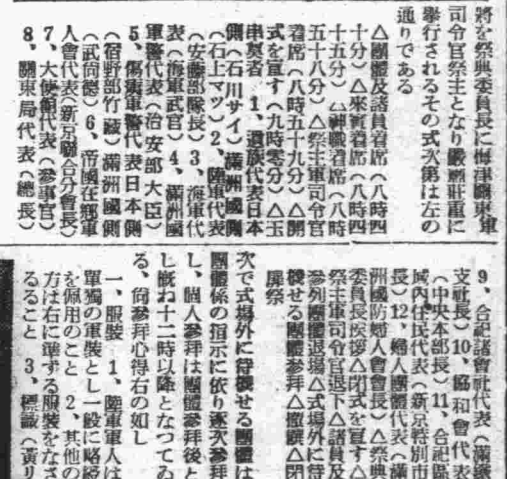 將を祭典委員長に梅津關東軍
司令官祭主となり嚴肅莊重に
擧行されるその式次第は左の
通りである
△團體及諸員着席（八時四
十分）△來賓着席（八時四
十五分）△神職着席（八時
五十八分）△祭主軍司令官
着席（八時五十九分）△開
式を宣す（九時零分）△玉
串奠者　1、遺族代表日本
側（石川サイ）滿洲國側
（石上マツ）2、陸軍代表
（安藤部隊長）3、海軍代
表（海軍武官）4、滿洲國
軍警代表（治安部大臣）
5、傷痍軍警代表日本側
（宿野部竹藏）滿洲國側
（武尚德）6、帝國在鄕軍
人會代表（新京聯合分會長）
7、大使館代表（參事官）
8、關東局代表（總長）
9、合祀諸會社代表（滿鐵
支社長）10、協和會代表
（中央本部長）11、合祀區
域內住民代表（新京特別市
長）12、婦人團體代表（滿
洲國防婦人會會長）△祭典
委員長挨拶△閉式を宣す△
祭主軍司令官退下△諸員及
參列團體退場△式場外に待
機せる團體參拜△撤饌△閉
扉祭
次で式場外に待機せる團體は
團體係の指示に依り逐次參拜
し、個人參拜は團體參拜後と
し槪ね十二時以降となつてゐ
る、尙參拜心得右の如し
一、服裝　1、陸軍軍人は
單獨の軍裝とし一般に略綬
を佩用のこと　2、其他の
方は右に準ずる服裝をなさ
ること　3、標識（黃リ